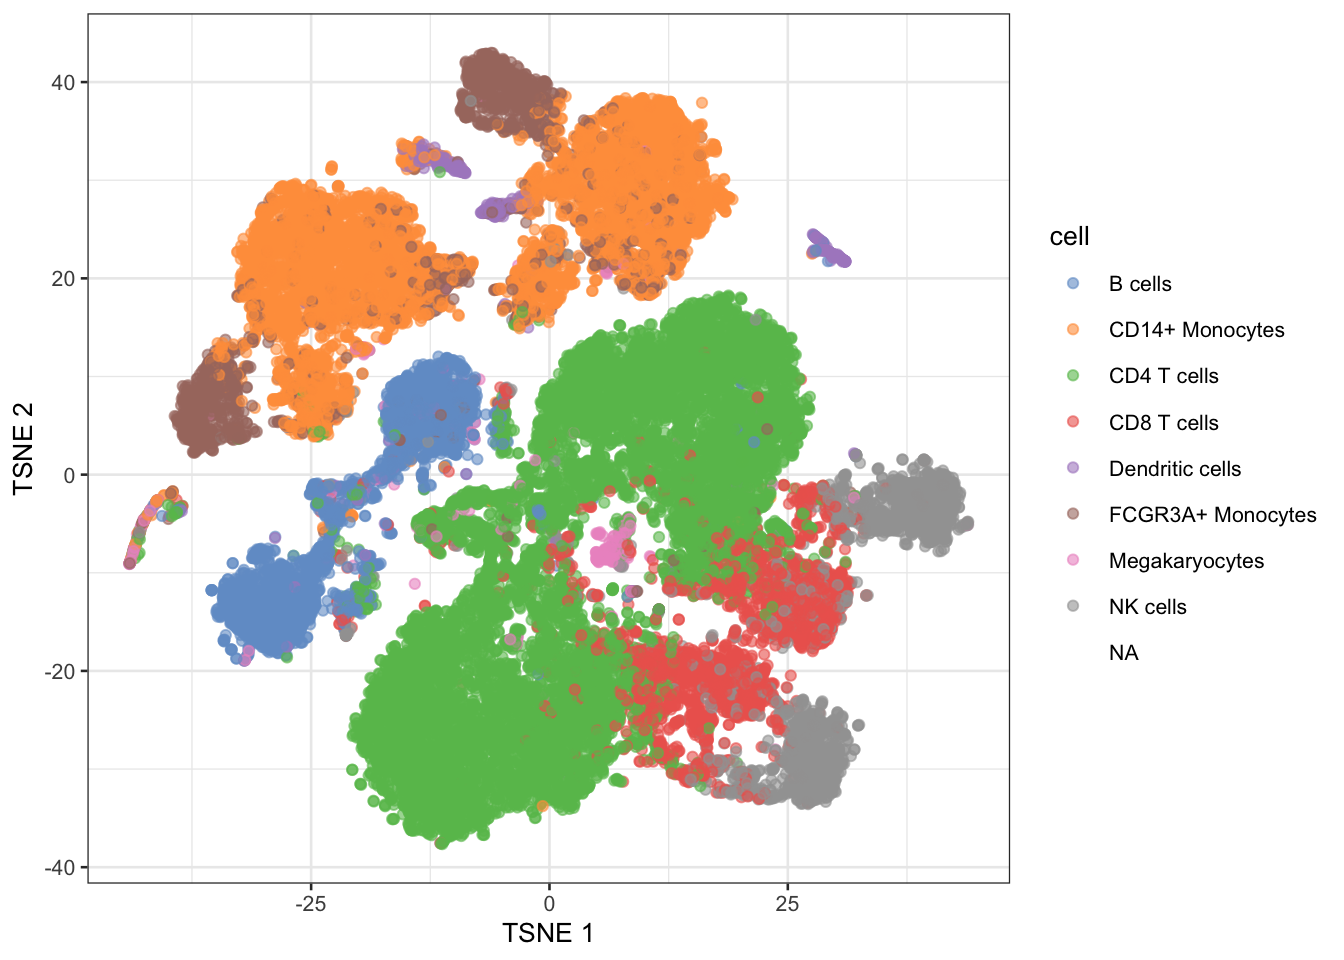 40
20
0
-20
-40
-25
0
25
TSNE 1
TSNE 2
cell
B cells
CD14+ Monocytes
CD4 T cells
CD8 T cells
Dendritic cells
FCGR3A+ Monocytes
Megakaryocytes
NK cells
NA